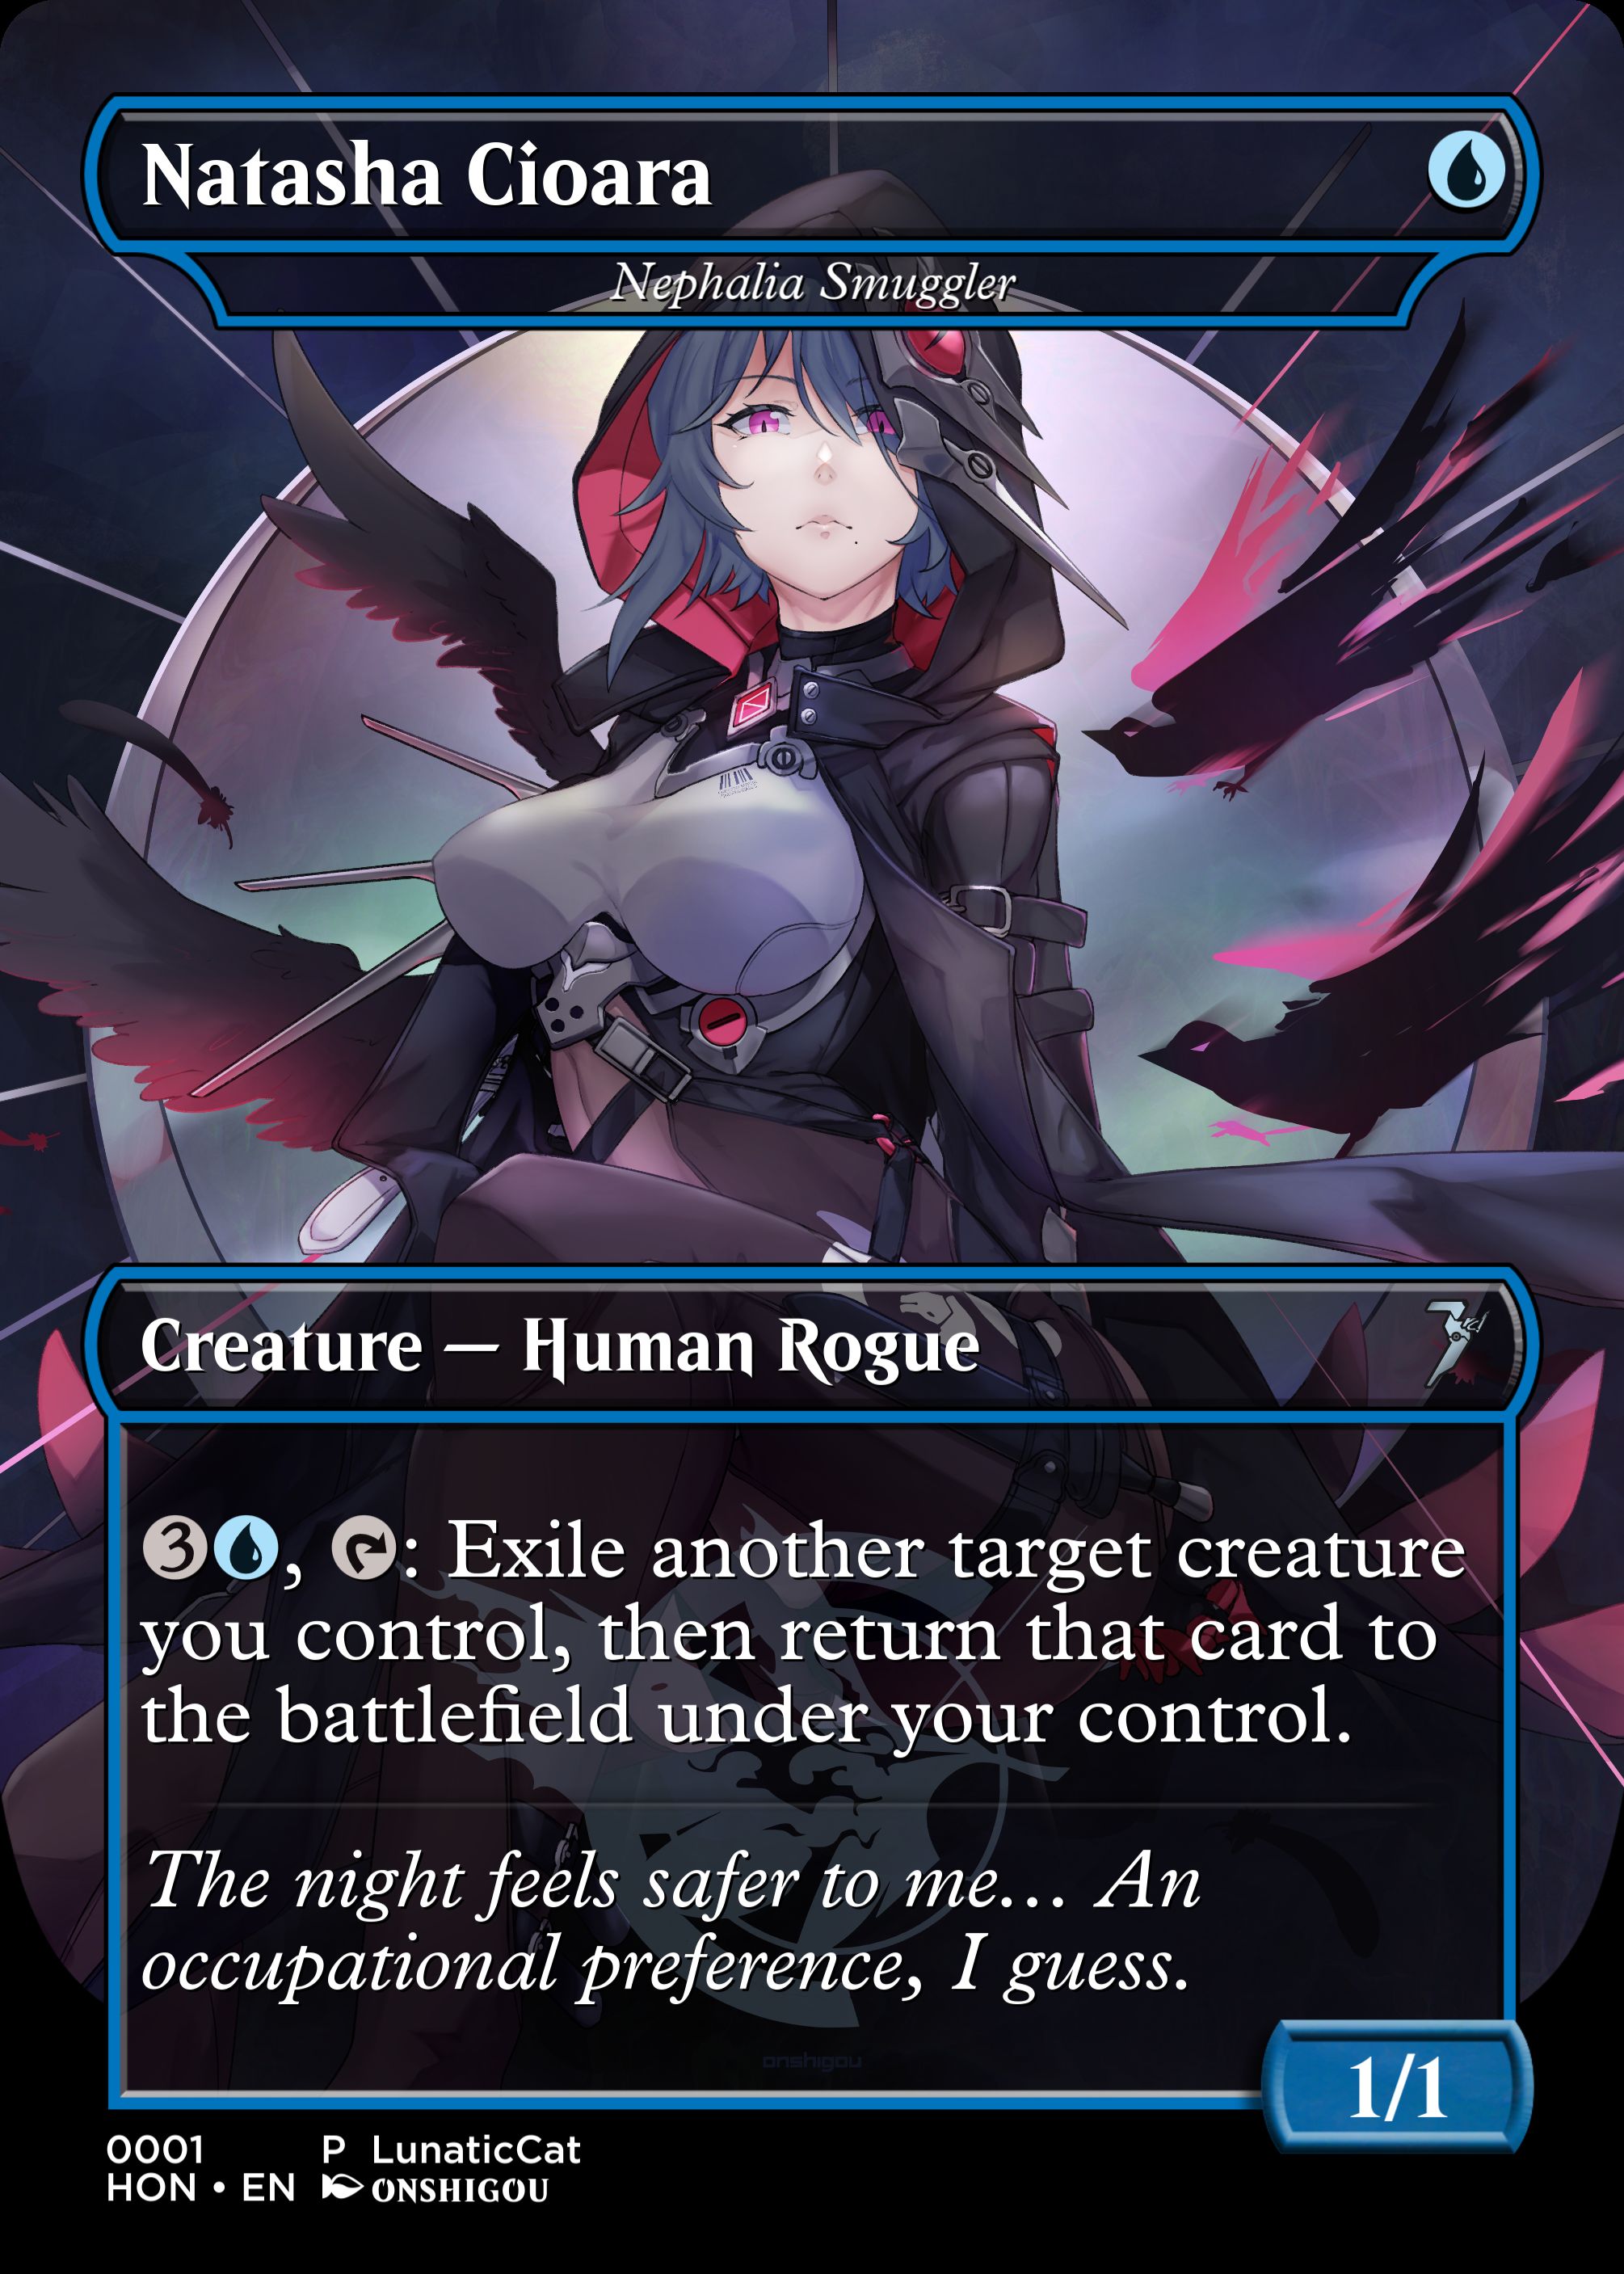 Natasha Cioara
Nephalia Smuggler
Creature — Human Rogue
3, : Exile another target creature
you control, then return that card to
the battlefield under your control.
The night feels safer to me... An
occupational preference, I guess.
onshigou
1/1
0001 P LunaticCat
HON • EN ONSHIGOU